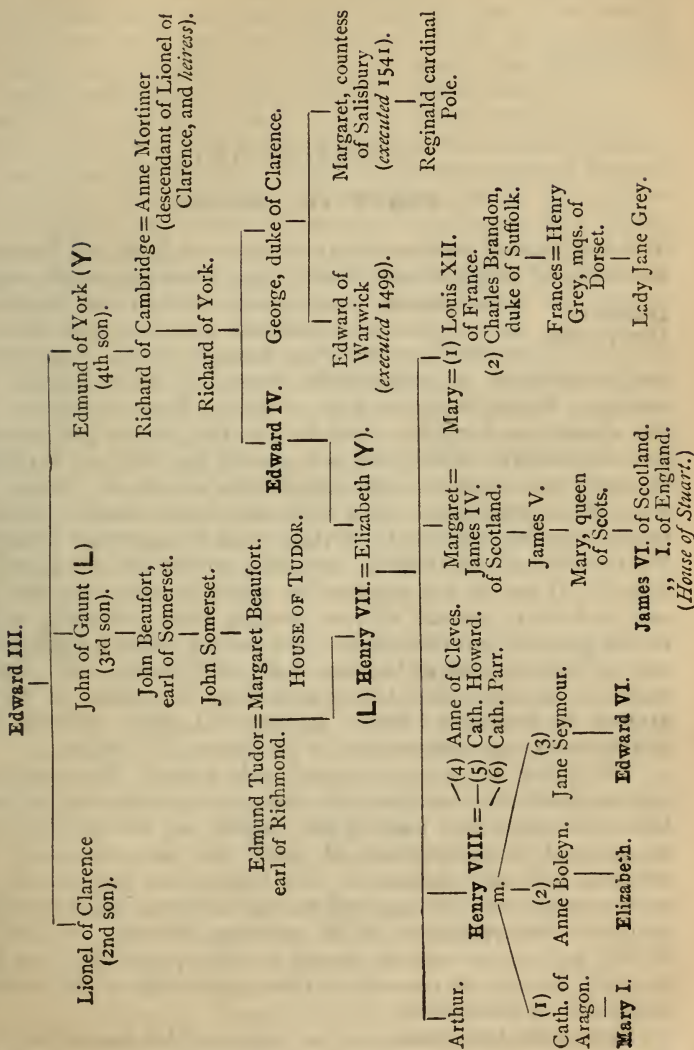 Edward III.
Lionel of Clarence
(2nd son).
John of Gaunt (L)
(3rd son).
Edmund of York (Y)
(4th son)
John Beaufort,
earl of Somerset.
Richard of Cambridge = Anne Mortimer
(descendant of Lionel of
Clarence, and heiress).
John Somerset.
Richard of York.
Edmund Tudor = Margaret Beaufort.
earl of Richmond.
HOUSE OF TUDOR.
Edward IV.
George, duke of Clarence.
(L) Henry VII. = Elizabeth (Y).
Edward of
Warwick
(executed 1499).
Margaret, countess
of Salisbury
(executed 1541).
Reginald cardinal
Pole.
Arthur.
Henry VIII. = (4) Anne of Cleves.
(5) Cath. Howard.
(6) Cath. Parr.
m.
Margaret =
James IV.
of Scotland.
Mary = (1) Louis XII.
of France.
(2) Charles Brandon,
duke of Suffolk.
(1)
Cath. of
Aragon.
(2)
Anne Boleyn.
(3)
Jane Seymour.
James V.
Frances = Henry
Grey, mqs. of
Dorset.
Mary I.
Elizabeth.
Edward VI.
Mary, queen
of Scots.
Lady Jane Grey.
James VI. of Scotland.
„ I. of England.
(House of Stuart.)